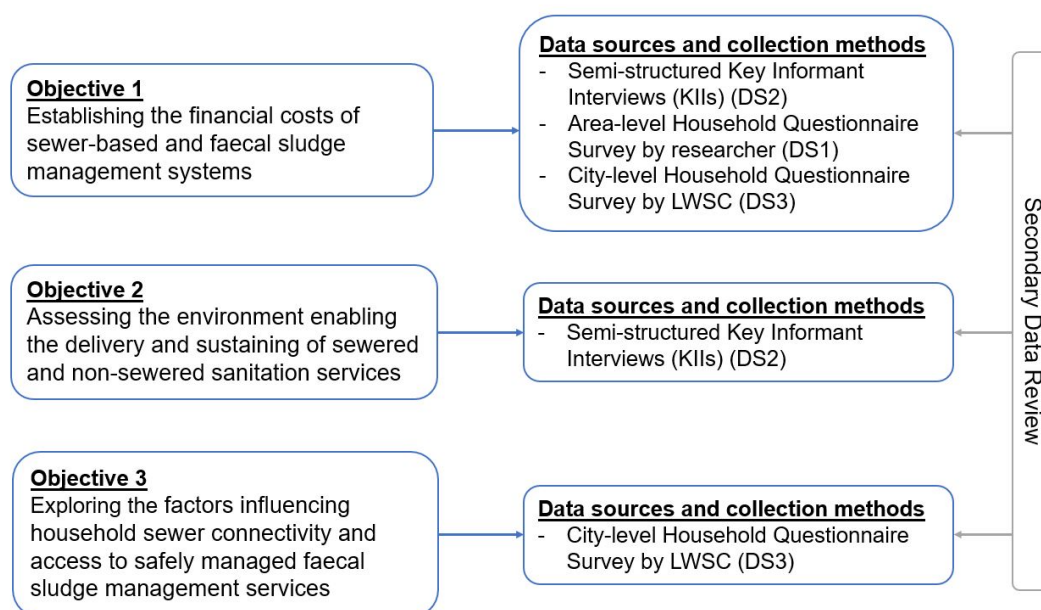 Objective 1
Establishing the financial costs of
sewer-based and faecal sludge
management systems
Data sources and collection methods
- Semi-structured Key Informant
Interviews (KIIs) (DS2)
- Area-level Household Questionnaire
Survey by researcher (DS1)
- City-level Household Questionnaire
Survey by LWSC (DS3)
Objective 2
Assessing the environment enabling
the delivery and sustaining of sewered
and non-sewered sanitation services
Data sources and collection methods
- Semi-structured Key Informant
Interviews (KIIs) (DS2)
Objective 3
Exploring the factors influencing
household sewer connectivity and
access to safely managed faecal
sludge management services
Data sources and collection methods
- City-level Household Questionnaire
Survey by LWSC (DS3)
Secondary Data Review